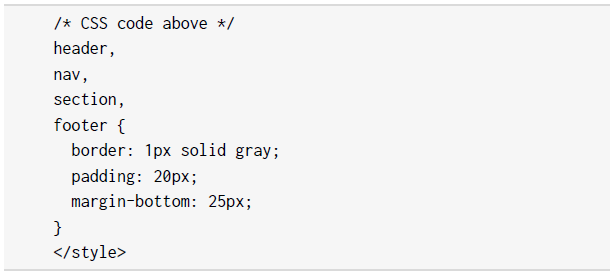 /* CSS code above */
header,
nav,
section,
footer {
border: 1px solid gray;
padding: 20px;
margin-bottom: 25px;
}
</style>